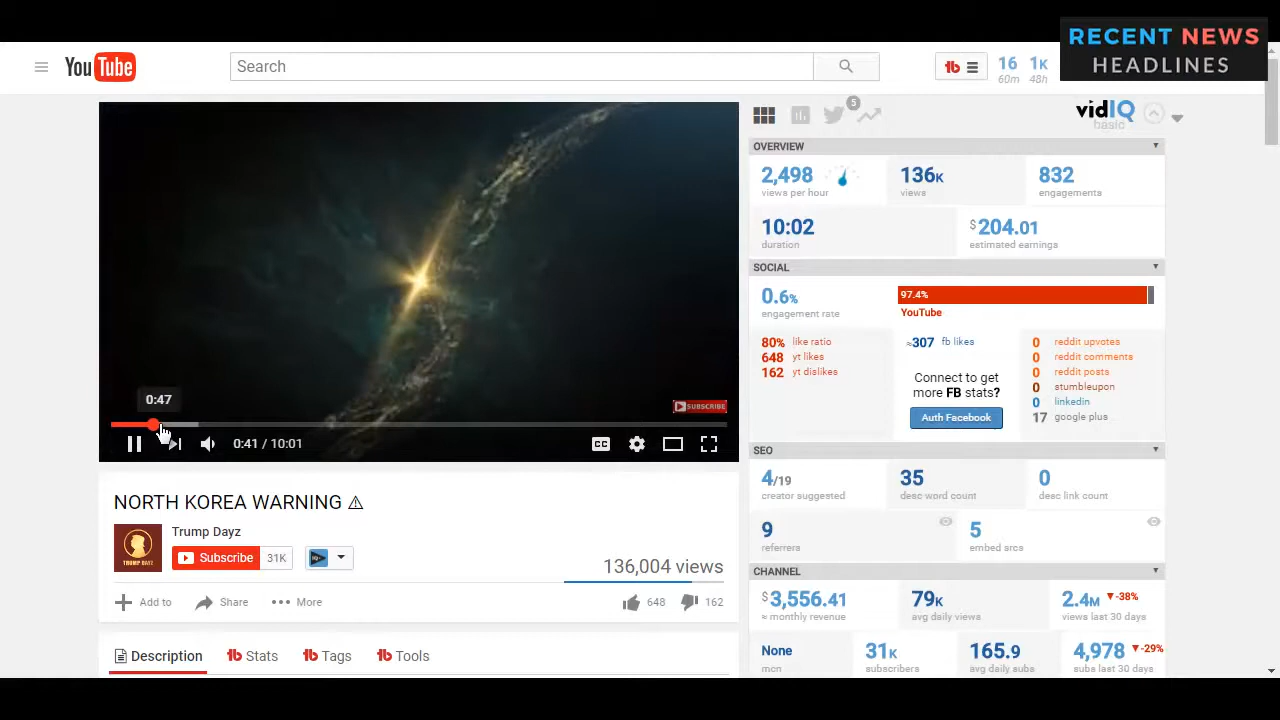 RECENT NEWS
HEADLINES
YouTube
Search
16
60m
1K
48h
5
vidIQ
basic
OVERVIEW
2,498
views per hour
136K
views
832
engagements
10:02
duration
$204.01
estimated earnings
SOCIAL
0.6%
engagement rate
97.4%
YouTube
80% like ratio
648 yt likes
162 yt dislikes
≈307 fb likes
Connect to get
more FB stats?
Auth Facebook
0 reddit upvotes
0 reddit comments
0 reddit posts
0 stumbleupon
0 linkedin
17 google plus
SUBSCRIBE
0:47
0:41 / 10:01
CC
SEO
4/19
creator suggested
35
desc word count
0
desc link count
9
referrers
5
embed srcs
NORTH KOREA WARNING ⚠
TRUMP DAYZ
Trump Dayz
Subscribe 31K
136,004 views
Add to
Share
More
648
162
CHANNEL
$3,556.41
≈ monthly revenue
79K
avg daily views
2.4M ▼-38%
views last 30 days
None
mcn
31K
subscribers
165.9
avg daily subs
4,978 ▼-29%
subs last 30 days
Description
tb Stats
tb Tags
tb Tools